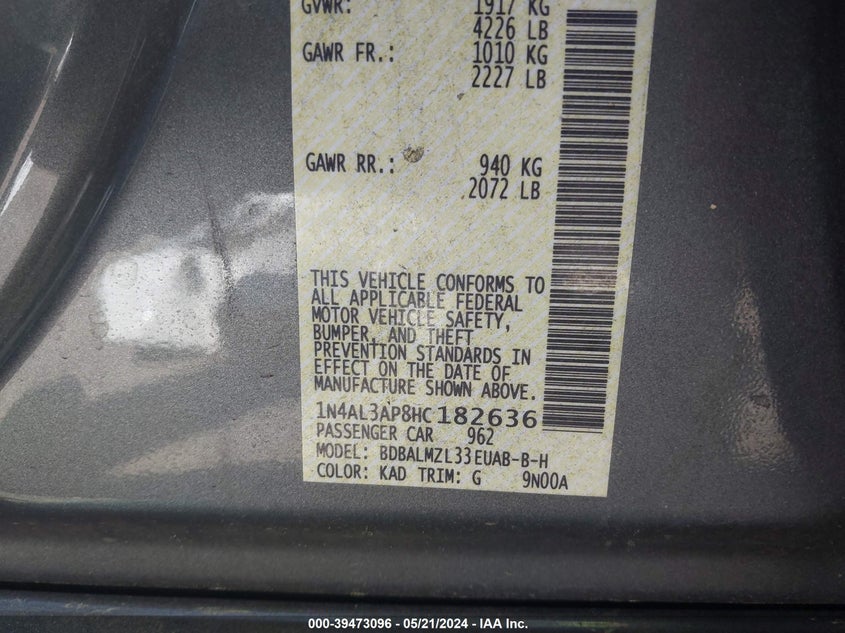 GVWR: 1917 KG
4226 LB
GAWR FR.: 1010 KG
2227 LB
GAWR RR.: 940 KG
2072 LB
THIS VEHICLE CONFORMS TO
ALL APPLICABLE FEDERAL
MOTOR VEHICLE SAFETY,
BUMPER, AND THEFT
PREVENTION STANDARDS IN
EFFECT ON THE DATE OF
MANUFACTURE SHOWN ABOVE.
1N4AL3AP8HC182636
PASSENGER CAR 962
MODEL: BDBALMZL33EUAB-B-H
COLOR: KAD TRIM: G 9N00A
000-39473096 - 05/21/2024 - IAA Inc.